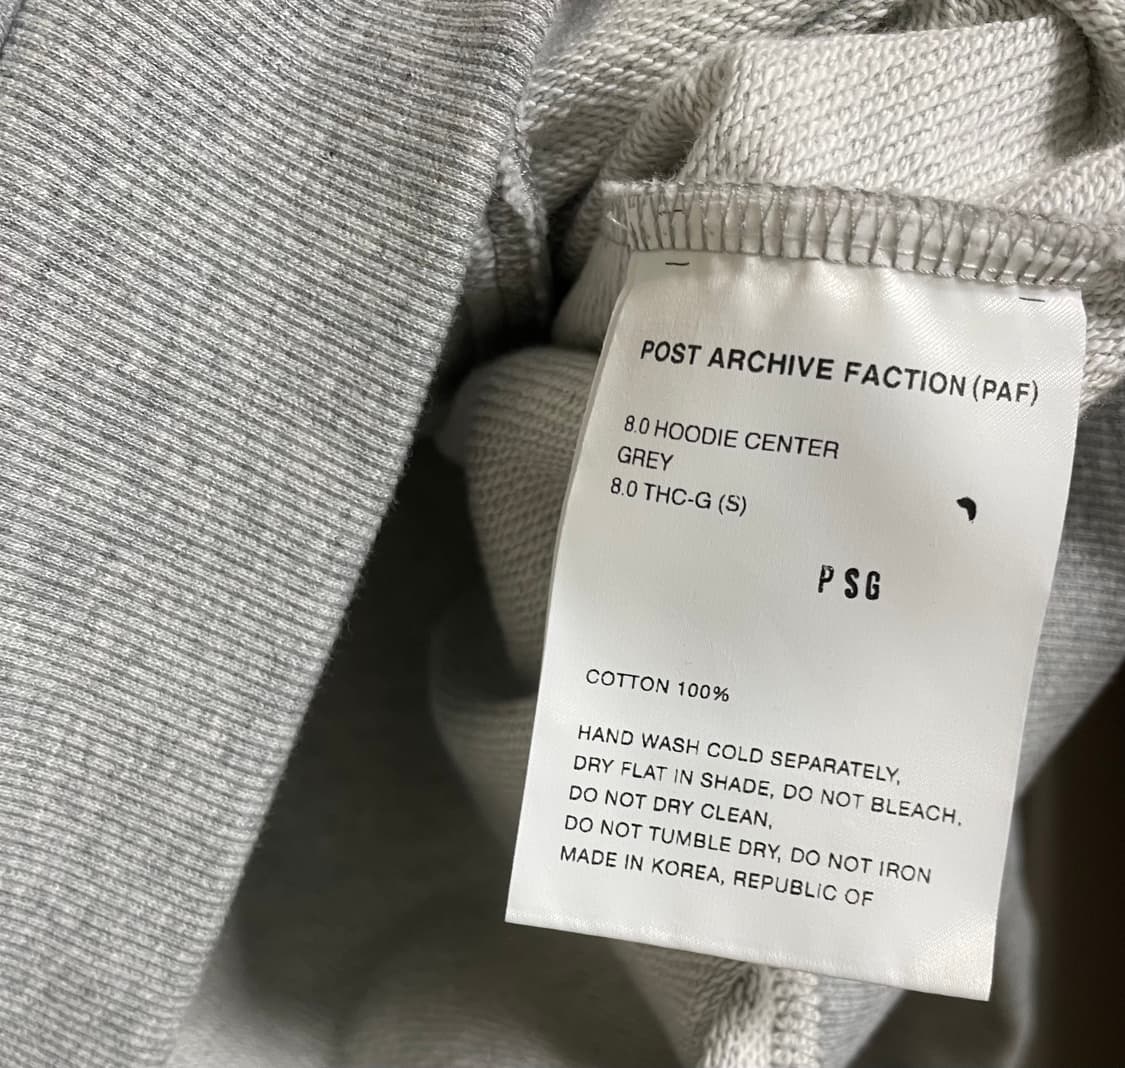 POST ARCHIVE FACTION (PAF)
8.0 HOODIE CENTER
GREY
8.0 THC-G (S)
PSG
COTTON 100%
HAND WASH COLD SEPARATELY,
DRY FLAT IN SHADE, DO NOT BLEACH.
DO NOT DRY CLEAN,
DO NOT TUMBLE DRY, DO NOT IRON
MADE IN KOREA, REPUBLIC OF